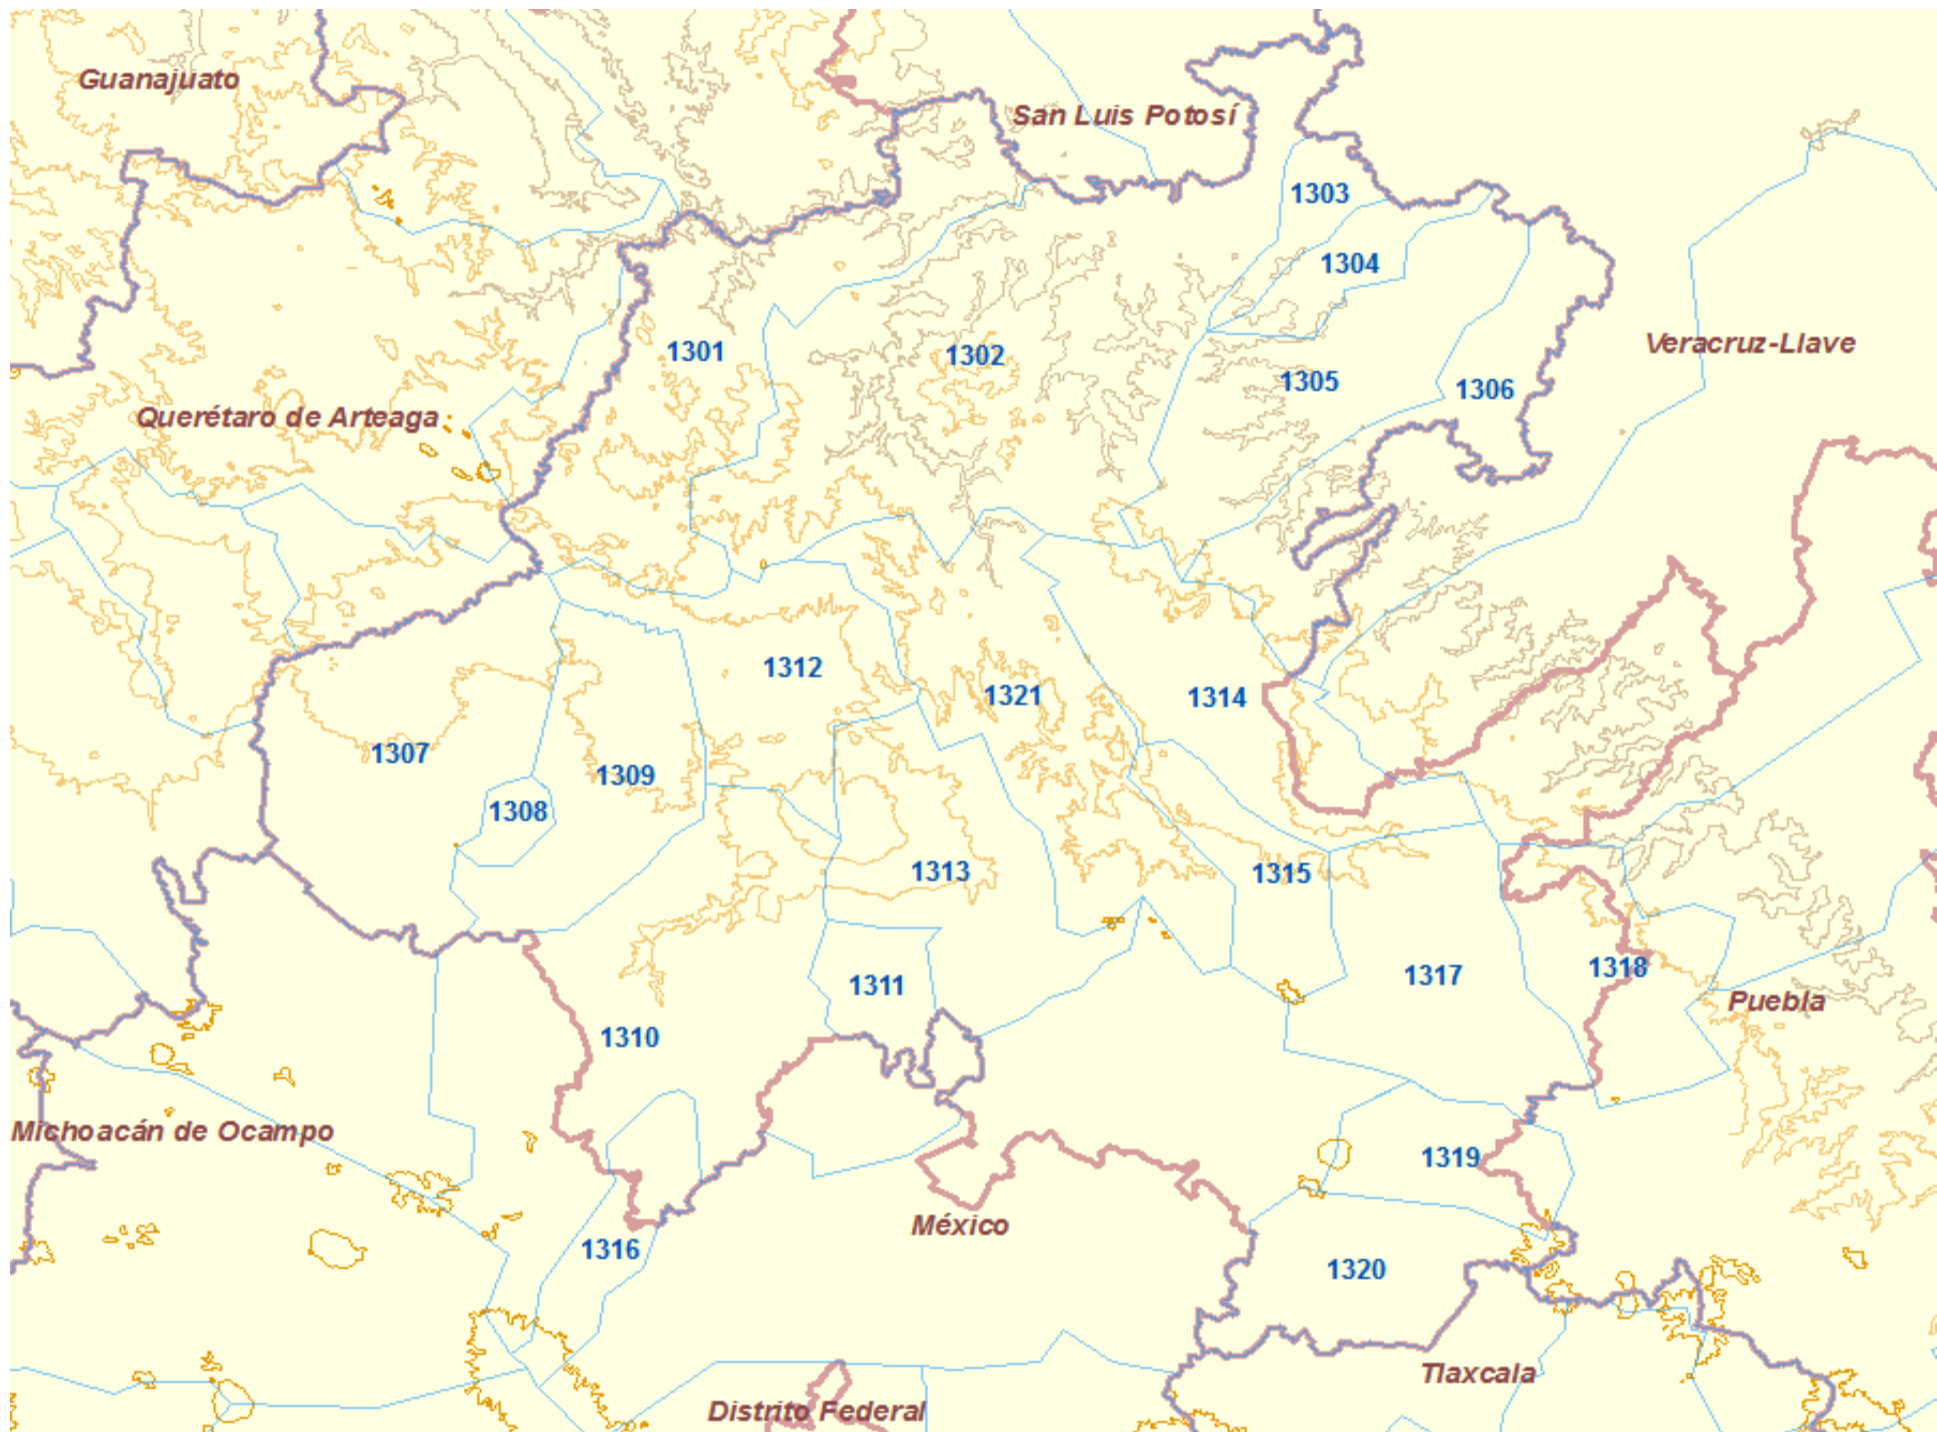 Guanajuato
San Luis Potosí
1303
1304
Veracruz-Llave
1301
1302
1305
1306
Querétaro de Arteaga
1312
1321
1314
1307
1309
1308
1313
1315
1311
1317
1318
Puebla
1310
Michoacán de Ocampo
1319
México
1316
1320
Tlaxcala
Distrito Federal